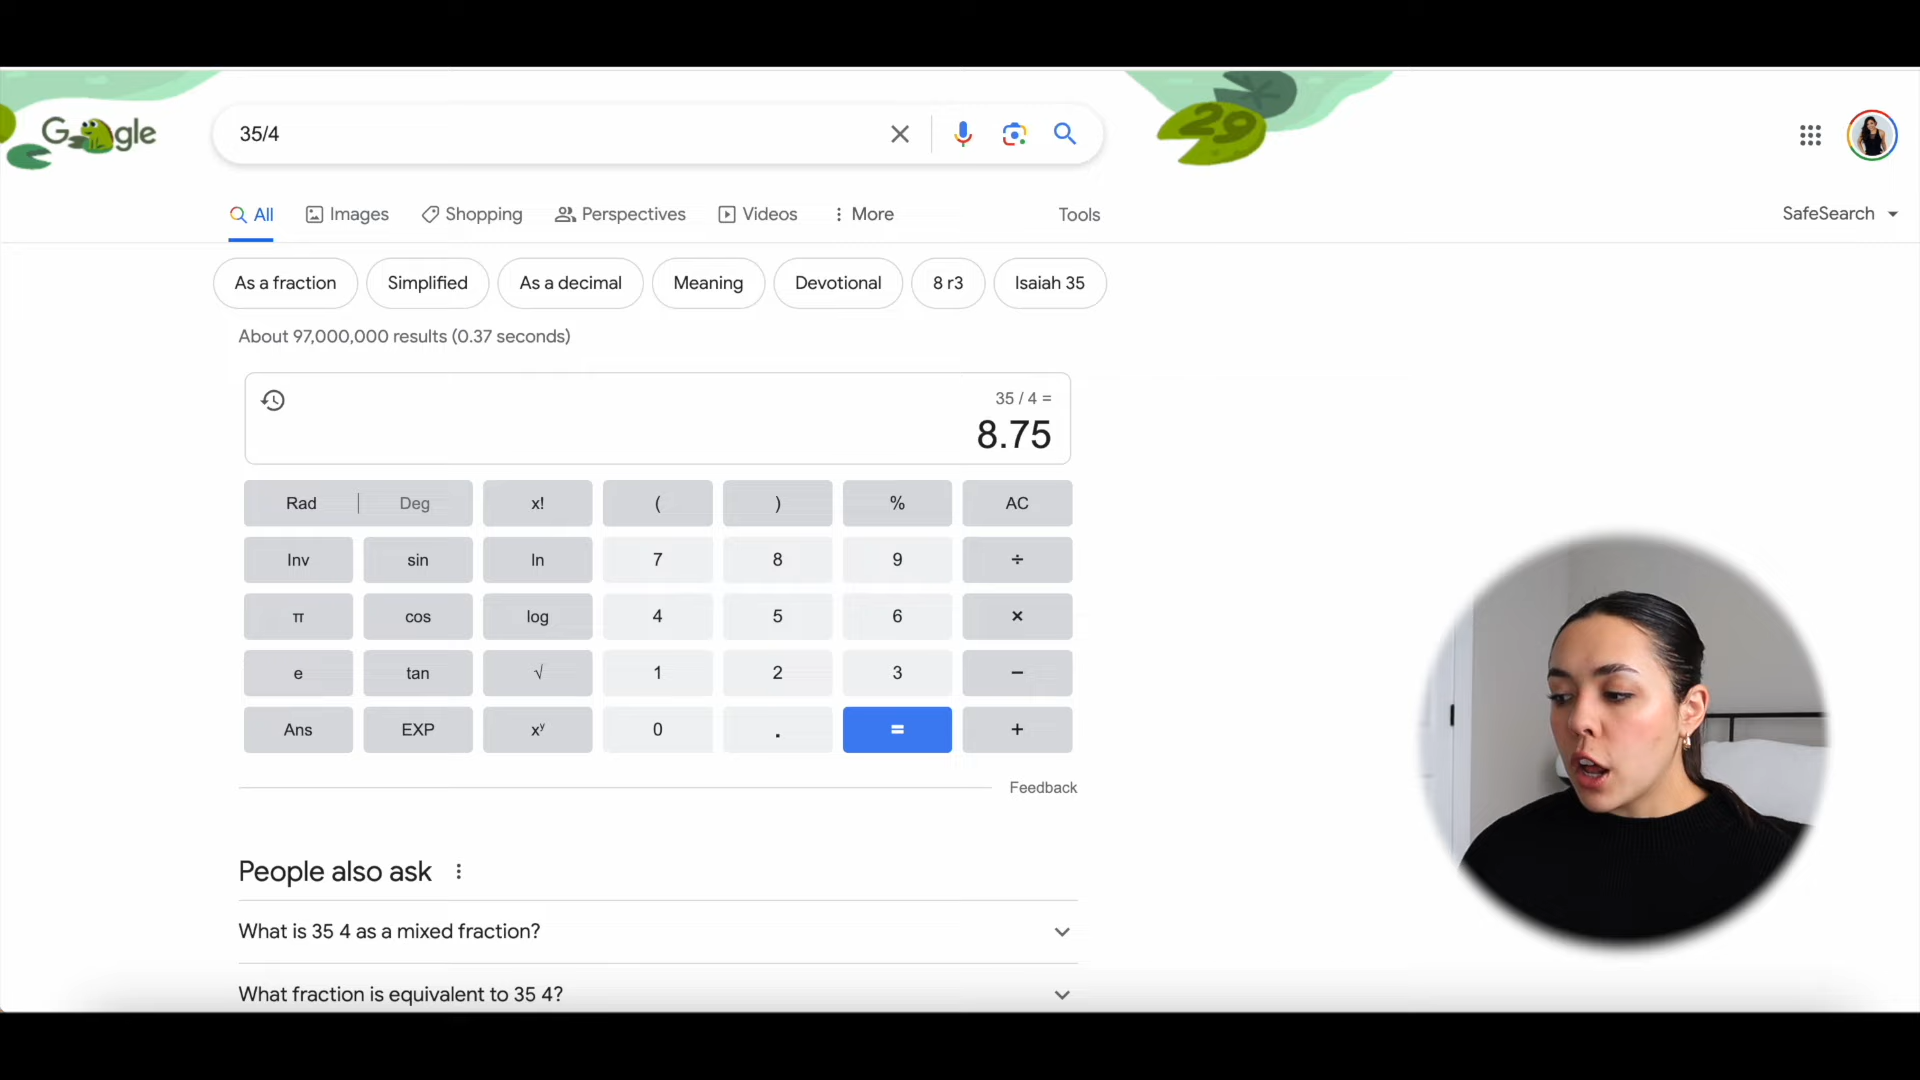 Google
35/4
29
All
Images
Shopping
Perspectives
Videos
More
Tools
SafeSearch
As a fraction
Simplified
As a decimal
Meaning
Devotional
8 r3
Isaiah 35
About 97,000,000 results (0.37 seconds)
35 / 4 =
8.75
Rad | Deg x! ( ) % AC
Inv sin ln 7 8 9 ÷
π cos log 4 5 6 ×
e tan √ 1 2 3 −
Ans EXP xʸ 0 . = +
Feedback
People also ask
What is 35 4 as a mixed fraction?
What fraction is equivalent to 35 4?